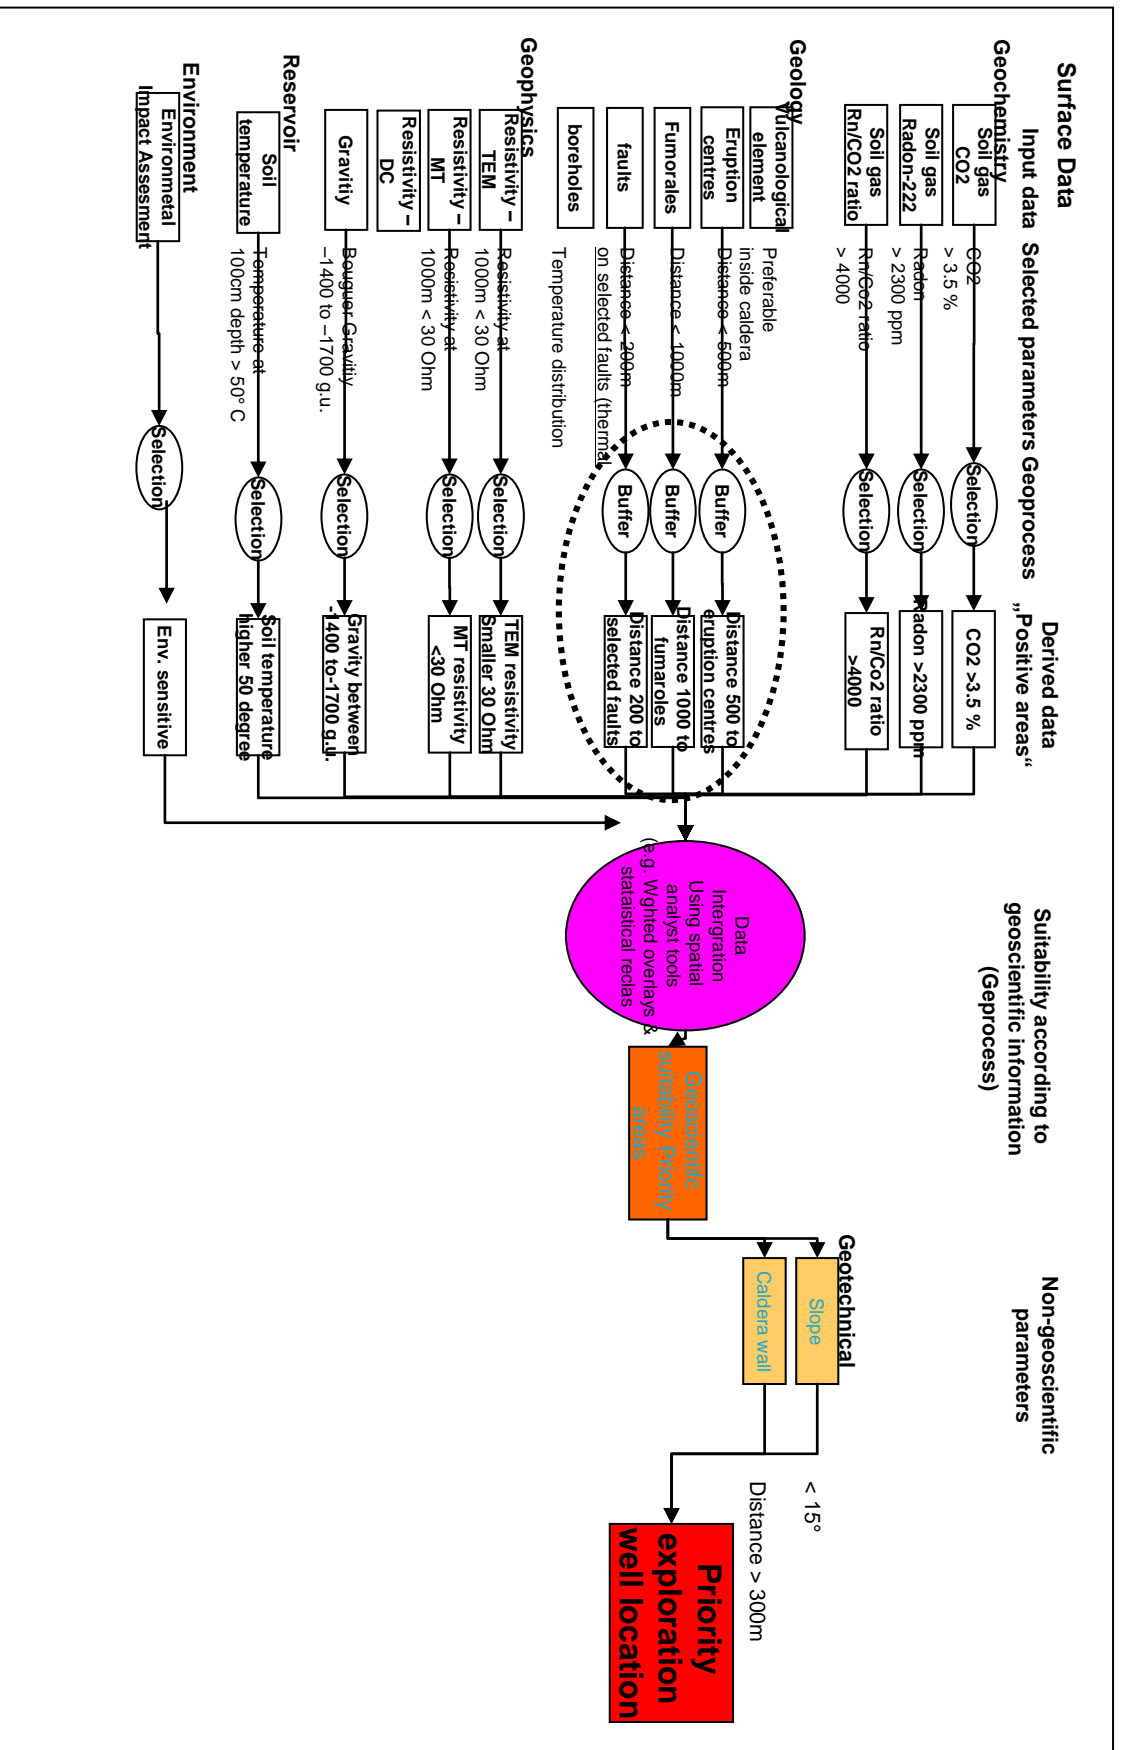 Surface Data
Input data
Selected parameters
Geoprocess
Derived data
„Positive areas“
Suitability according to
geoscientific information
(Geprocess)
Non-geoscientific
parameters
Geochemistry
Soil gas
CO2
CO2
> 3.5 %
Selection
CO2 >3.5 %
Soil gas
Radon-222
Radon
> 2300 ppm
Selection
Radon >2300 ppm
Soil gas
Rn/CO2 ratio
Rn/Co2 ratio
> 4000
Selection
Rn/Co2 ratio
>4000
Geology
Vulcanological
element
Preferable
inside caldera
Eruption
centres
Distance < 500m
Buffer
Distance 500 to
eruption centres
Fumorales
Distance < 1000m
Buffer
Distance 1000 to
fumaroles
faults
Distance < 200m
on selected faults (thermal
Buffer
Distance 200 to
selected faults
boreholes
Temperature distribution
Geophysics
Resistivity –
TEM
Resistivity at
1000m < 30 Ohm
Selection
TEM resistivity
Smaller 30 Ohm
Resistivity –
MT
Resistivity at
1000m < 30 Ohm
Selection
MT resistivity
<30 Ohm
Resistivity –
DC
Gravitiy
Bouguer Gravitiy
–1400 to –1700 g.u.
Selection
Gravity between
-1400 to-1700 g.u.
Reservoir
Soil
temperature
Temperature at
100cm depth > 50° C
Selection
Soil temperature
higher 50 degree
Environment
Environmetal
Impact Assesment
Selection
Env. sensitive
Data
Intergration
Using spatial
analyst tools
(e.g. Wghted overlays &
stataistical reclas
Geoscientifc
suitability Priority
areas
Geotechnical
Slope
< 15°
Caldera wall
Distance > 300m
Priority
exploration
well location